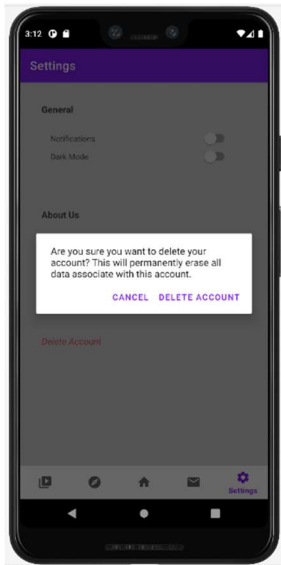 3:12
Settings
General
Notifications
Dark Mode
About Us
Are you sure you want to delete your
account? This will permanently erase all
data associate with this account.
CANCEL DELETE ACCOUNT
Delete Account
Settings